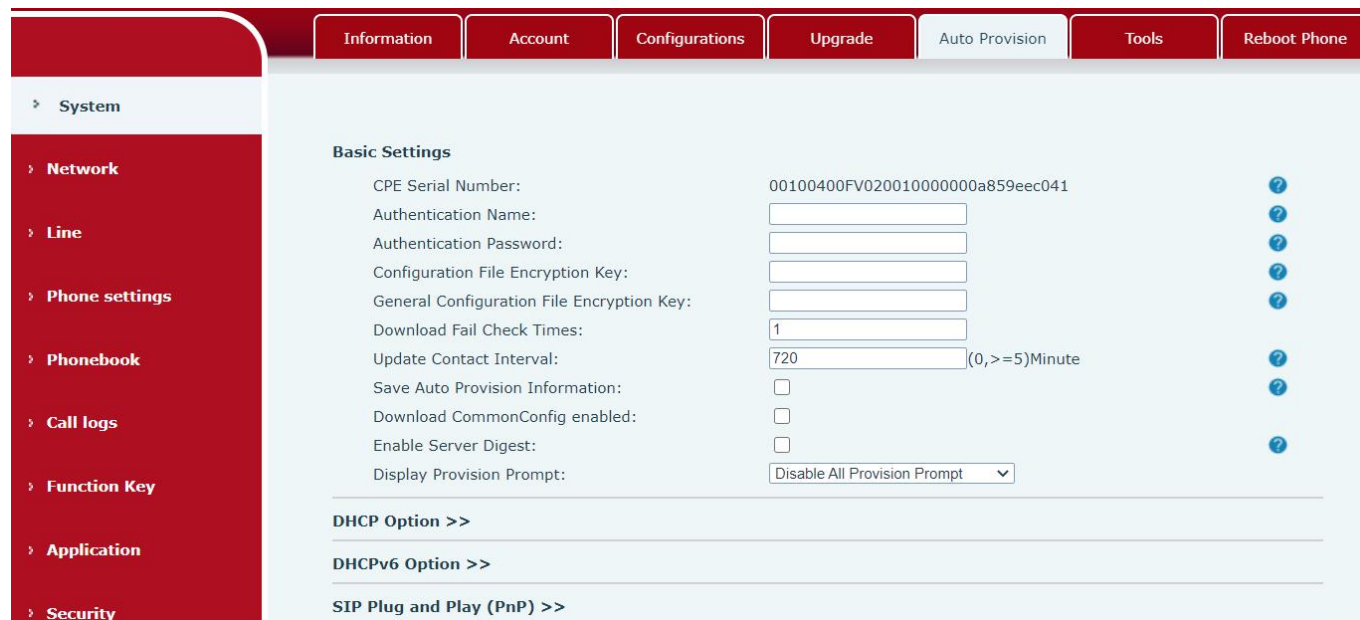 Information Account Configurations Upgrade Auto Provision Tools Reboot Phone
› System
› Network
› Line
› Phone settings
› Phonebook
› Call logs
› Function Key
› Application
› Security
Basic Settings
CPE Serial Number: 00100400FV020010000000a859eec041 ?
Authentication Name: ?
Authentication Password: ?
Configuration File Encryption Key: ?
General Configuration File Encryption Key: ?
Download Fail Check Times: 1
Update Contact Interval: 720 (0,>=5)Minute ?
Save Auto Provision Information: ?
Download CommonConfig enabled:
Enable Server Digest: ?
Display Provision Prompt: Disable All Provision Prompt
DHCP Option >>
DHCPv6 Option >>
SIP Plug and Play (PnP) >>